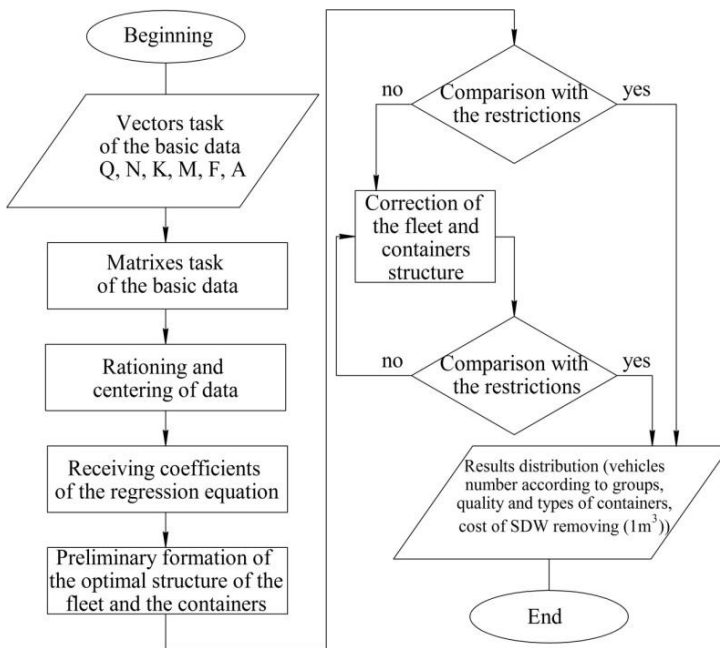 Beginning
Vectors task
of the basic data
Q, N, K, M, F, A
Matrixes task
of the basic data
Rationing and
centering of data
Receiving coefficients
of the regression equation
Preliminary formation of
the optimal structure of the
fleet and the containers
no
Comparison with
the restrictions
yes
Correction of
the fleet and
containers
structure
no
Comparison with
the restrictions
yes
Results distribution (vehicles
number according to groups,
quality and types of containers,
cost of SDW removing (1m³))
End